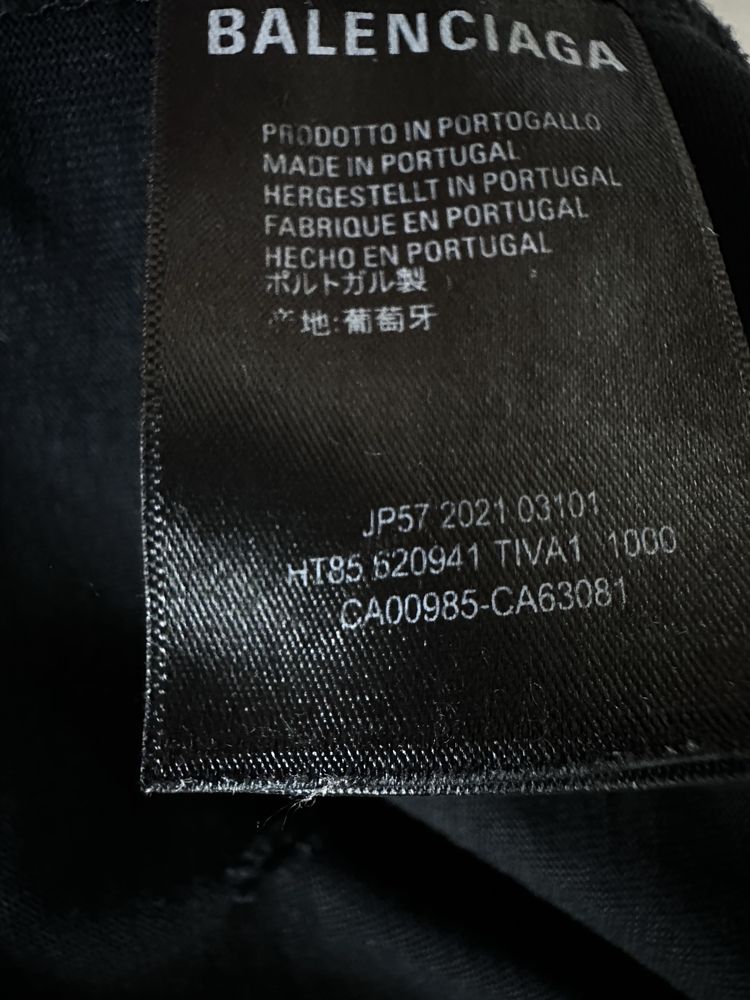 BALENCIAGA
PRODOTTO IN PORTOGALLO
MADE IN PORTUGAL
HERGESTELLT IN PORTUGAL
FABRIQUE EN PORTUGAL
HECHO EN PORTUGAL
ポルトガル製
产地:葡萄牙
JP57 2021 03101
HT85 620941 TIVA1 1000
CA00985-CA63081